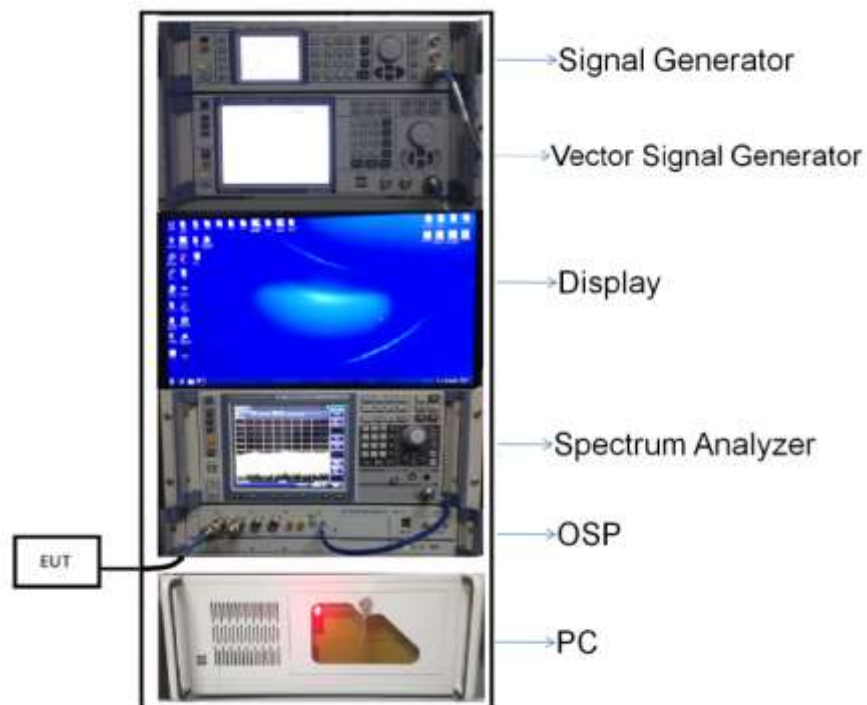 Signal Generator
Vector Signal Generator
Display
Spectrum Analyzer
OSP
EUT
PC